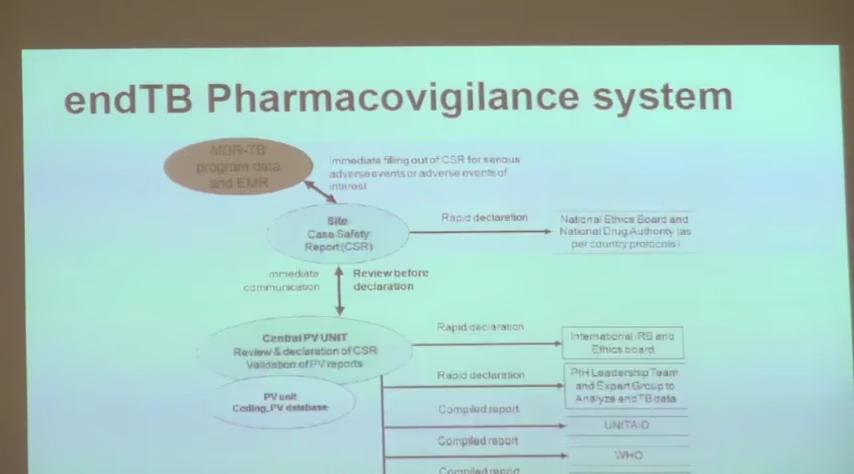 endTB Pharmacovigilance system
MDR-TB
program data
and EMR
Immediate filling out of CSR for serious
adverse events or adverse events of
interest
Site
Case Safety
Report (CSR)
Rapid declaration
National Ethics Board and
National Drug Authority (as
per country protocols)
Immediate
communication
Review before
declaration
Central PV UNIT
Review & declaration of CSR
Validation of PV reports
Rapid declaration
International IRB and
Ethics board
PV unit
Coding, PV database
Rapid declaration
PIH Leadership Team
and Expert Group to
Analyze endTB data
Compiled report
UNITAID
Compiled report
WHO
Compiled report